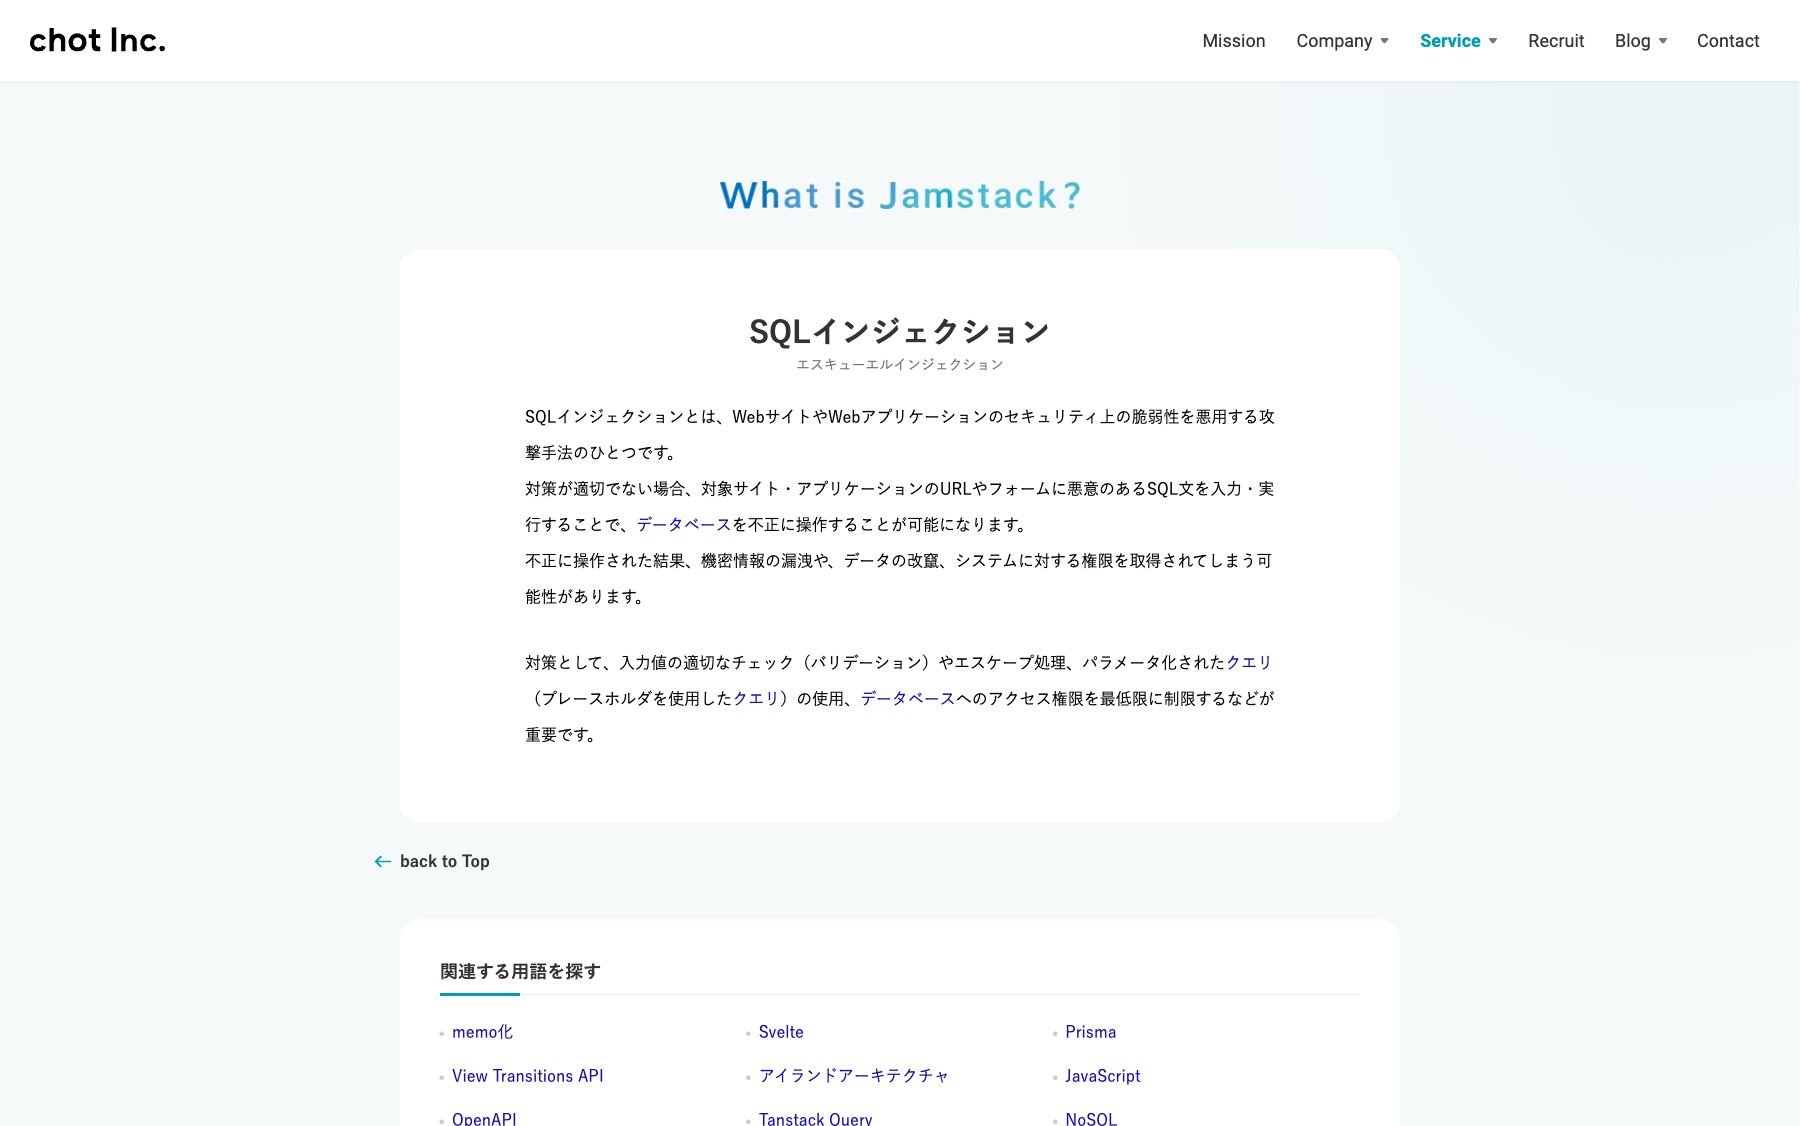 chot Inc.
Mission Company Service Recruit Blog Contact
What is Jamstack?
SQLインジェクション
エスキューエルインジェクション
SQLインジェクションとは、WebサイトやWebアプリケーションのセキュリティ上の脆弱性を悪用する攻
撃手法のひとつです。
対策が適切でない場合、対象サイト・アプリケーションのURLやフォームに悪意のあるSQL文を入力・実
行することで、データベースを不正に操作することが可能になります。
不正に操作された結果、機密情報の漏洩や、データの改竄、システムに対する権限を取得されてしまう可
能性があります。
対策として、入力値の適切なチェック（バリデーション）やエスケープ処理、パラメータ化されたクエリ
（プレースホルダを使用したクエリ）の使用、データベースへのアクセス権限を最低限に制限するなどが
重要です。
back to Top
関連する用語を探す
memo化 Svelte Prisma
View Transitions API アイランドアーキテクチャ JavaScript
OpenAPI Tanstack Query NoSQL